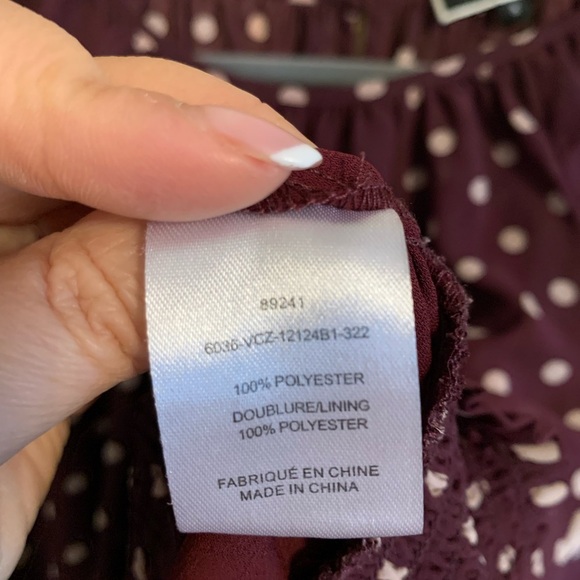 89241
6036-VCZ-12124B1-322
100% POLYESTER
DOUBLURE/LINING
100% POLYESTER
FABRIQUÉ EN CHINE
MADE IN CHINA